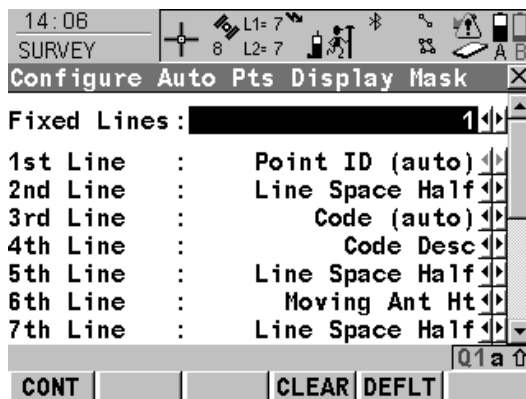 14:06 L1= 7
SURVEY 8 L2= 7 A B
Configure Auto Pts Display Mask X
Fixed Lines: 1
1st Line : Point ID (auto)
2nd Line : Line Space Half
3rd Line : Code (auto)
4th Line : Code Desc
5th Line : Line Space Half
6th Line : Moving Ant Ht
7th Line : Line Space Half
Q1 a
CONT CLEAR DEFLT